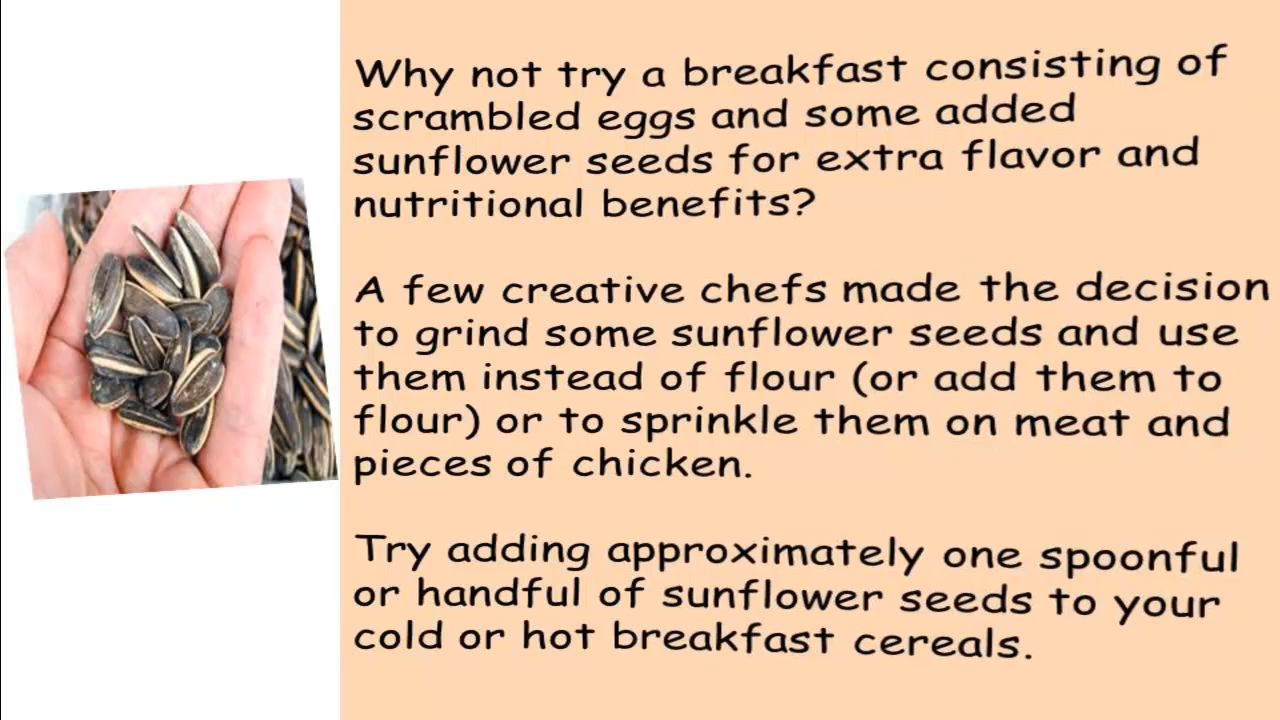 Why not try a breakfast consisting of
scrambled eggs and some added
sunflower seeds for extra flavor and
nutritional benefits?
A few creative chefs made the decision
to grind some sunflower seeds and use
them instead of flour (or add them to
flour) or to sprinkle them on meat and
pieces of chicken.
Try adding approximately one spoonful
or handful of sunflower seeds to your
cold or hot breakfast cereals.